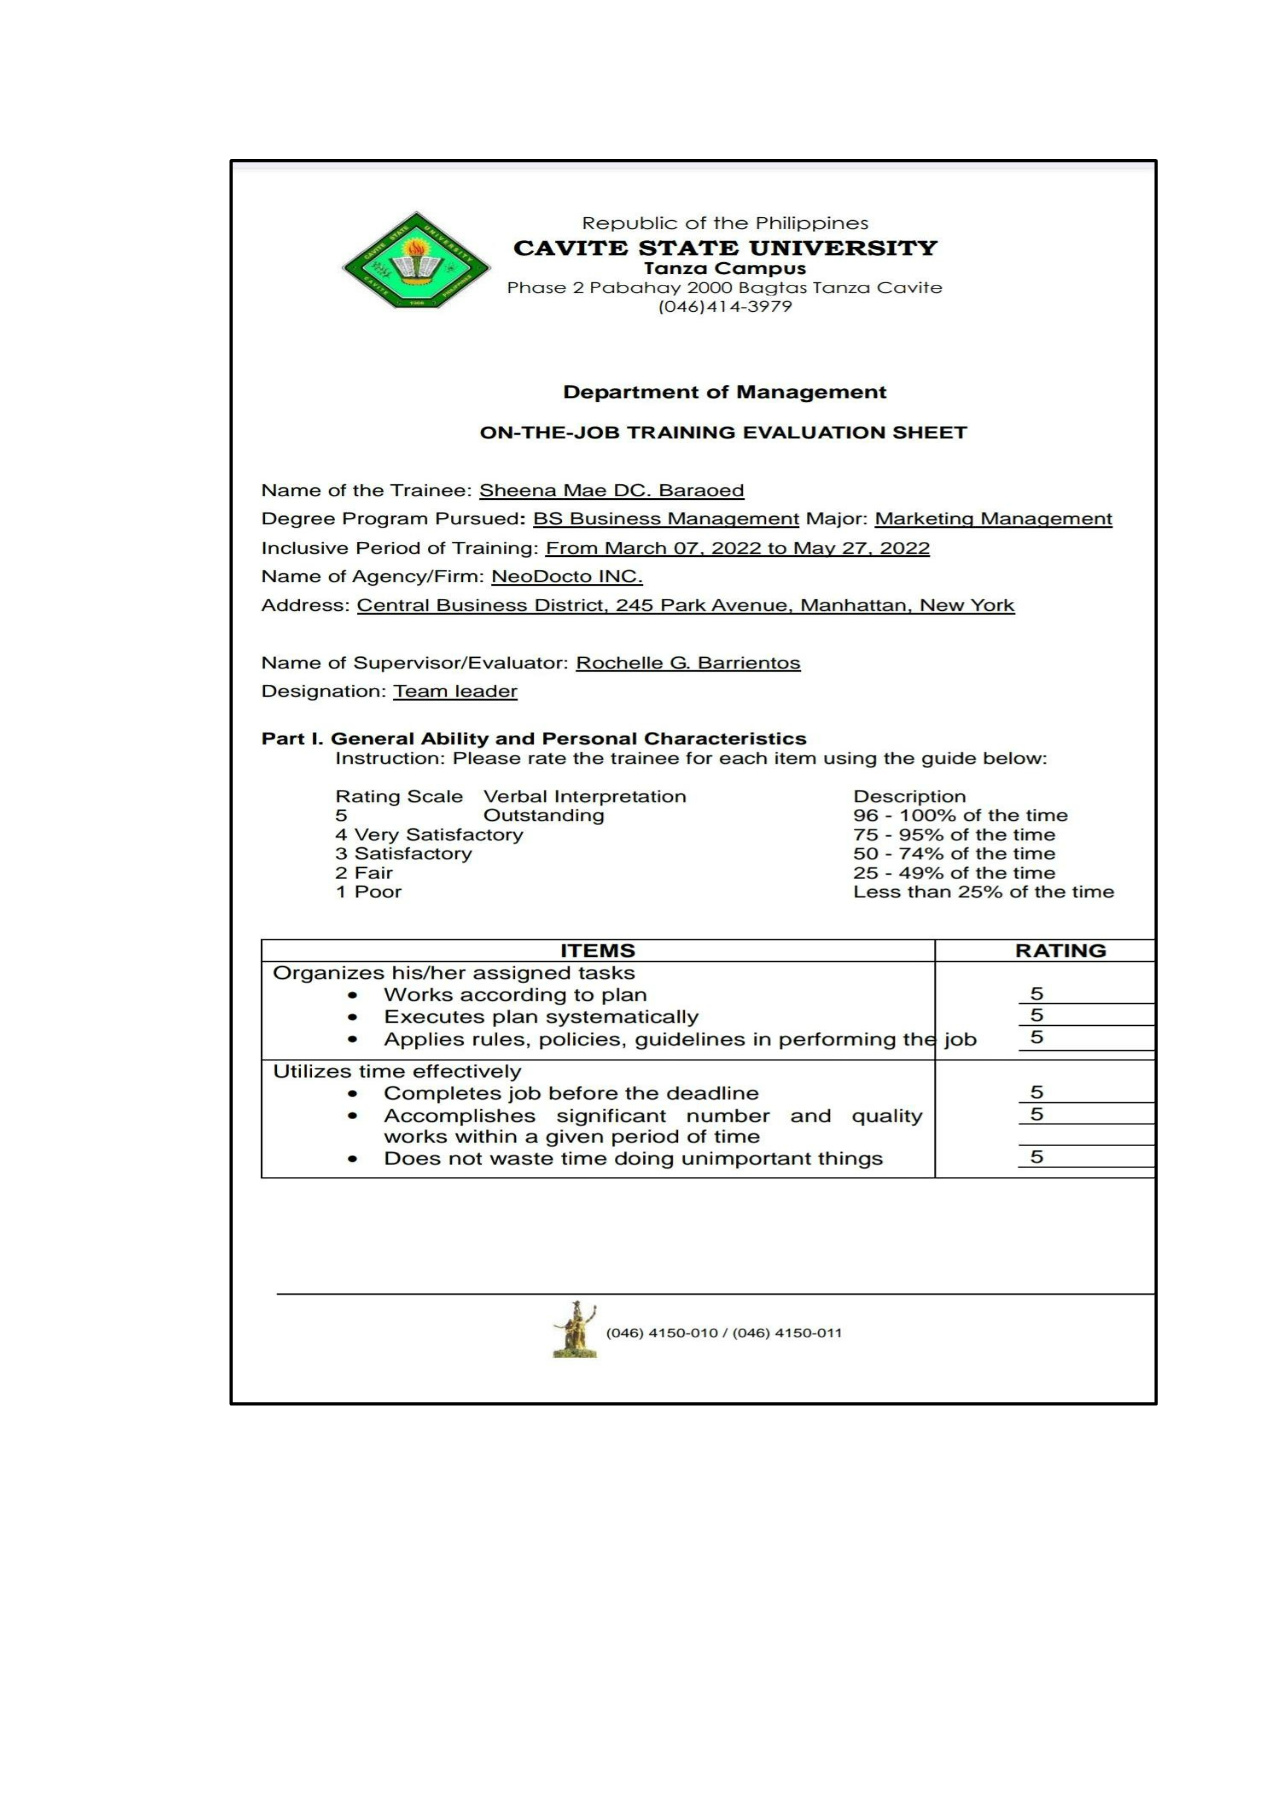 CAVITE STATE UNIVERSITY
CAVITE PHILIPPINES
Republic of the Philippines
CAVITE STATE UNIVERSITY
Tanza Campus
Phase 2 Pabahay 2000 Bagtas Tanza Cavite
(046)414-3979
Department of Management
ON-THE-JOB TRAINING EVALUATION SHEET
Name of the Trainee: Sheena Mae DC. Baraoed
Degree Program Pursued: BS Business Management Major: Marketing Management
Inclusive Period of Training: From March 07, 2022 to May 27, 2022
Name of Agency/Firm: NeoDocto INC.
Address: Central Business District, 245 Park Avenue, Manhattan, New York
Name of Supervisor/Evaluator: Rochelle G. Barrientos
Designation: Team leader
Part I. General Ability and Personal Characteristics
Instruction: Please rate the trainee for each item using the guide below:
Rating Scale Verbal Interpretation Description
5 Outstanding 96 - 100% of the time
4 Very Satisfactory 75 - 95% of the time
3 Satisfactory 50 - 74% of the time
2 Fair 25 - 49% of the time
1 Poor Less than 25% of the time
ITEMS RATING
Organizes his/her assigned tasks
• Works according to plan 5
• Executes plan systematically 5
• Applies rules, policies, guidelines in performing the job 5
Utilizes time effectively
• Completes job before the deadline 5
• Accomplishes significant number and quality 5
works within a given period of time
• Does not waste time doing unimportant things 5
(046) 4150-010 / (046) 4150-011